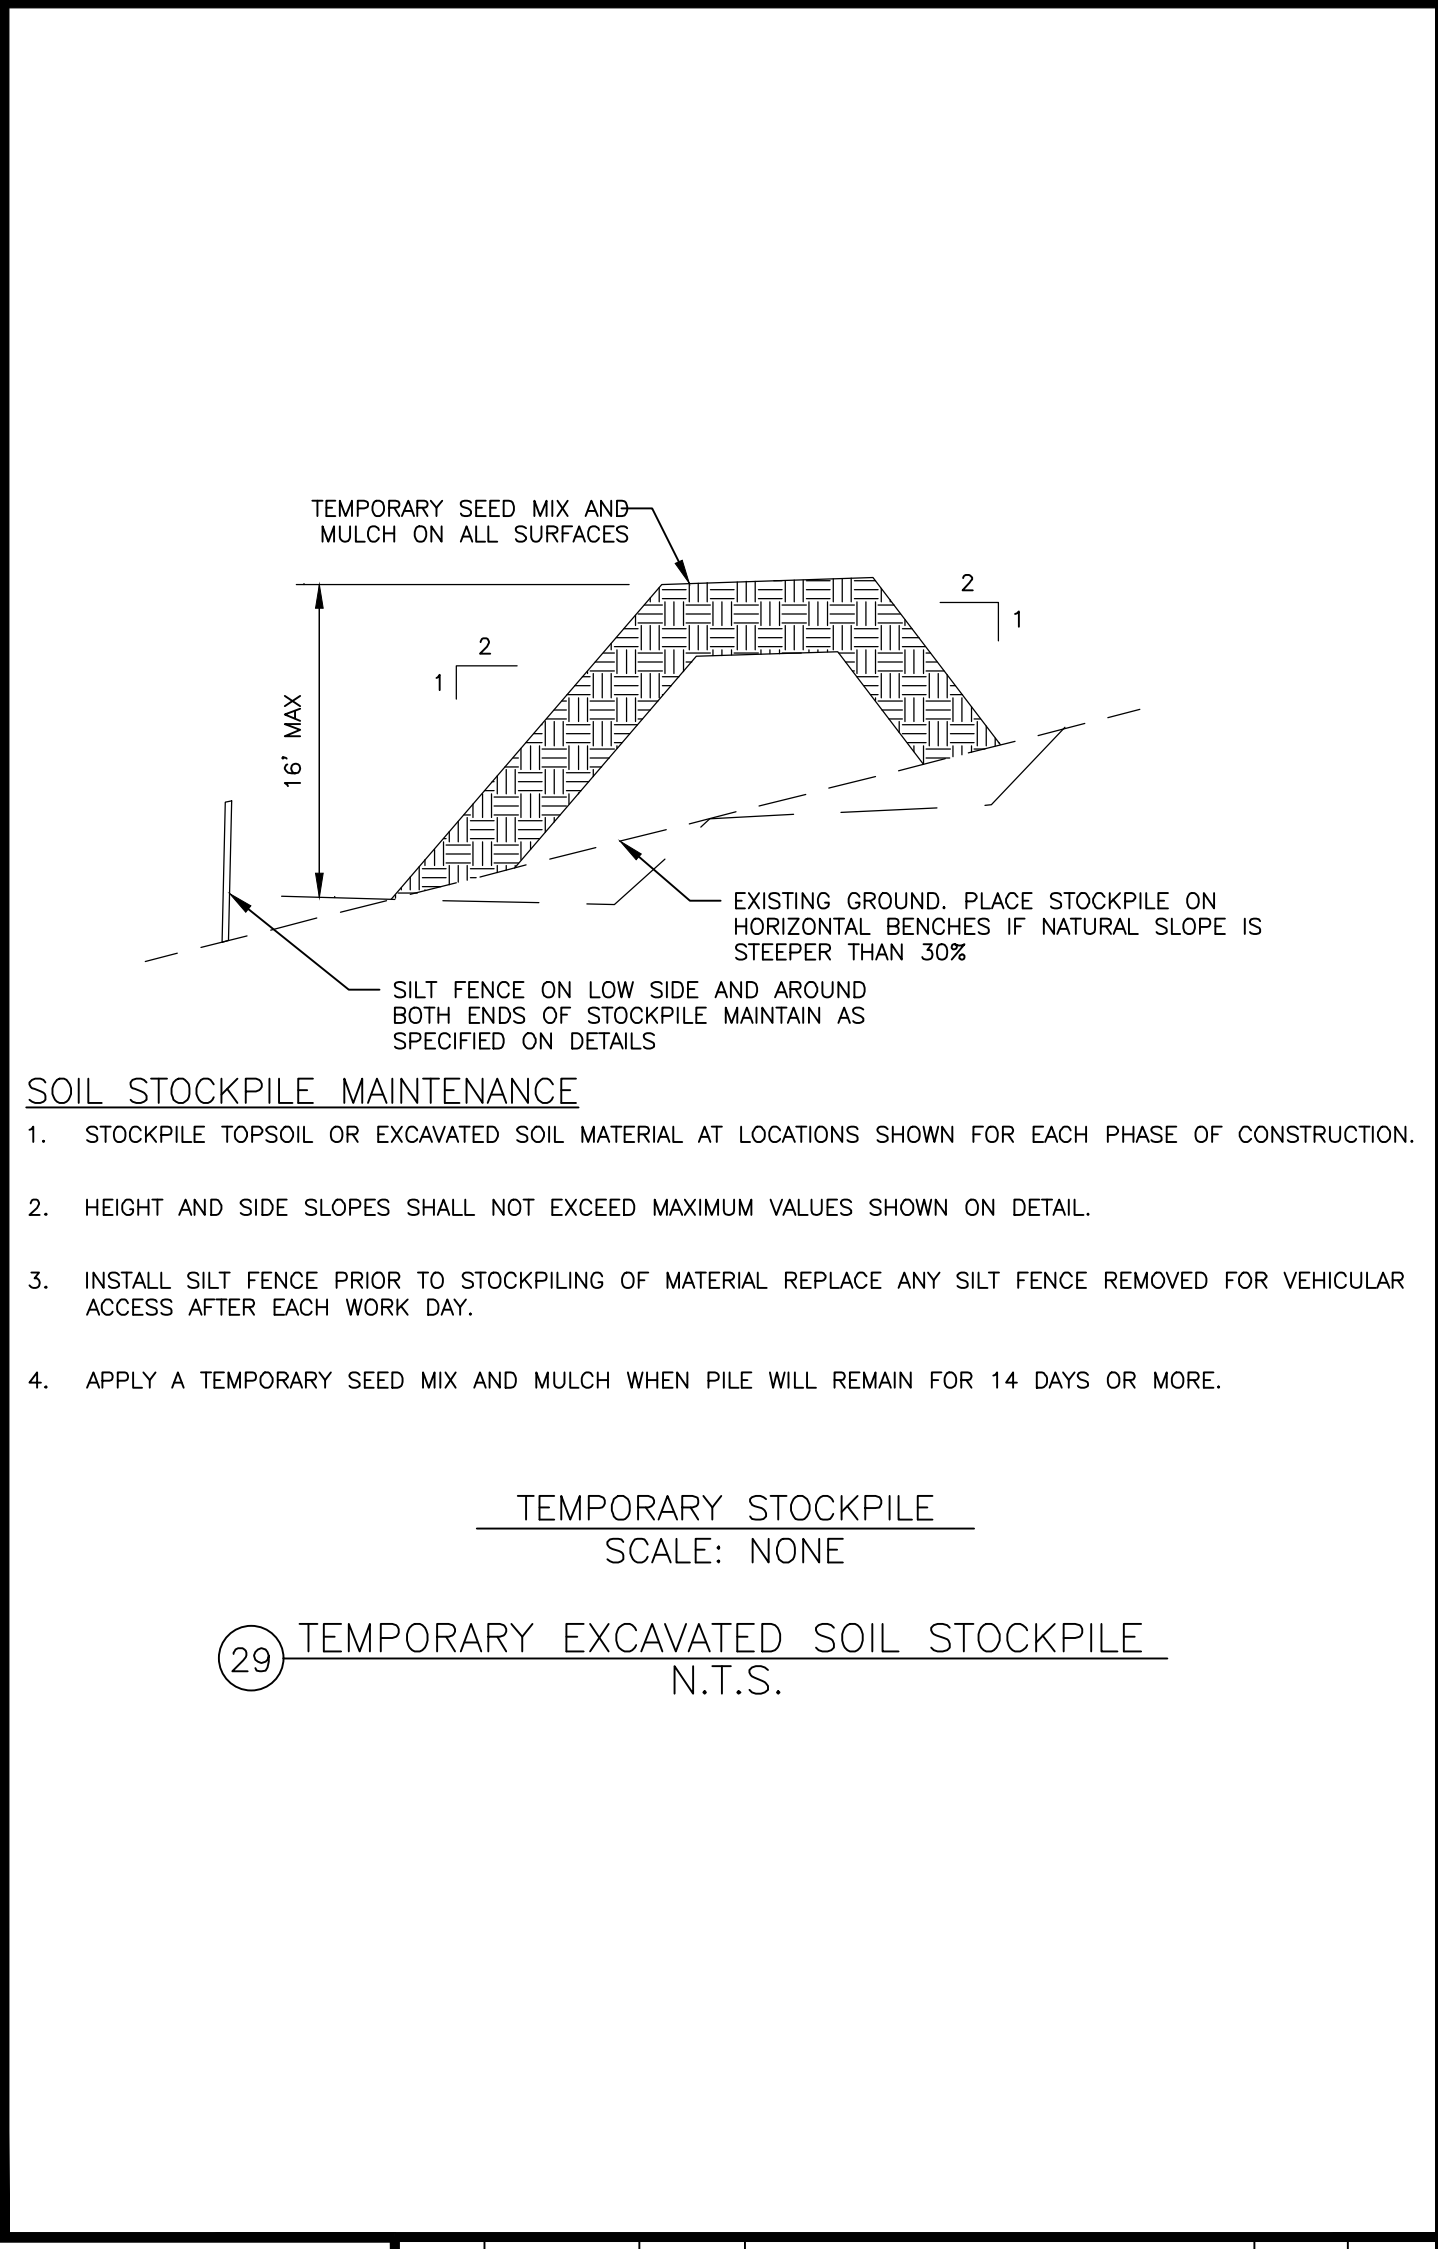 TEMPORARY SEED MIX AND
MULCH ON ALL SURFACES
2
1
2
1
16' MAX
EXISTING GROUND. PLACE STOCKPILE ON
HORIZONTAL BENCHES IF NATURAL SLOPE IS
STEEPER THAN 30%
SILT FENCE ON LOW SIDE AND AROUND
BOTH ENDS OF STOCKPILE MAINTAIN AS
SPECIFIED ON DETAILS
SOIL STOCKPILE MAINTENANCE
1. STOCKPILE TOPSOIL OR EXCAVATED SOIL MATERIAL AT LOCATIONS SHOWN FOR EACH PHASE OF CONSTRUCTION.
2. HEIGHT AND SIDE SLOPES SHALL NOT EXCEED MAXIMUM VALUES SHOWN ON DETAIL.
3. INSTALL SILT FENCE PRIOR TO STOCKPILING OF MATERIAL REPLACE ANY SILT FENCE REMOVED FOR VEHICULAR
ACCESS AFTER EACH WORK DAY.
4. APPLY A TEMPORARY SEED MIX AND MULCH WHEN PILE WILL REMAIN FOR 14 DAYS OR MORE.
TEMPORARY STOCKPILE
SCALE: NONE
29 TEMPORARY EXCAVATED SOIL STOCKPILE
N.T.S.